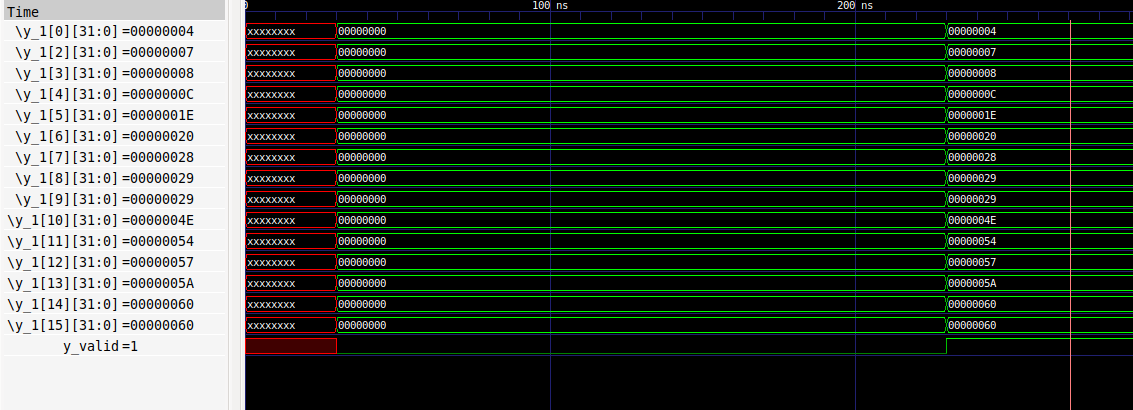 0 100 ns 200 ns
Time
\y_1[0][31:0]=00000004 xxxxxxxx 00000000 00000004
\y_1[2][31:0]=00000007 xxxxxxxx 00000000 00000007
\y_1[3][31:0]=00000008 xxxxxxxx 00000000 00000008
\y_1[4][31:0]=0000000C xxxxxxxx 00000000 0000000C
\y_1[5][31:0]=0000001E xxxxxxxx 00000000 0000001E
\y_1[6][31:0]=00000020 xxxxxxxx 00000000 00000020
\y_1[7][31:0]=00000028 xxxxxxxx 00000000 00000028
\y_1[8][31:0]=00000029 xxxxxxxx 00000000 00000029
\y_1[9][31:0]=00000029 xxxxxxxx 00000000 00000029
\y_1[10][31:0]=0000004E xxxxxxxx 00000000 0000004E
\y_1[11][31:0]=00000054 xxxxxxxx 00000000 00000054
\y_1[12][31:0]=00000057 xxxxxxxx 00000000 00000057
\y_1[13][31:0]=0000005A xxxxxxxx 00000000 0000005A
\y_1[14][31:0]=00000060 xxxxxxxx 00000000 00000060
\y_1[15][31:0]=00000060 xxxxxxxx 00000000 00000060
y_valid=1